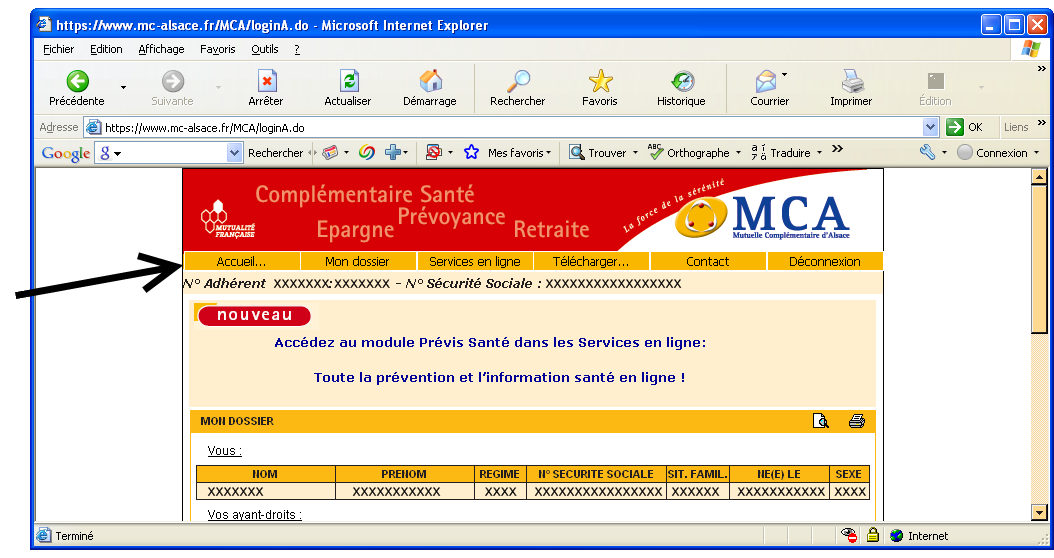 https://www.mc-alsace.fr/MCA/loginA.do - Microsoft Internet Explorer
Fichier Edition Affichage Favoris Outils ?
Précédente Suivante Arrêter Actualiser Démarrage Rechercher Favoris Historique Courrier Imprimer Édition »
Adresse https://www.mc-alsace.fr/MCA/loginA.do OK Liens »
Google Rechercher Mes favoris Trouver Orthographe Traduire » Connexion
Complémentaire Santé
Prévoyance
Epargne Retraite
MUTUALITÉ
FRANÇAISE
la force de la sérénité
MCA
Mutuelle Complémentaire d'Alsace
Accueil... Mon dossier Services en ligne Télécharger... Contact Déconnexion
N° Adhérent XXXXXXX:XXXXXXX - N° Sécurité Sociale : XXXXXXXXXXXXXXXXX
nouveau
Accédez au module Prévis Santé dans les Services en ligne:
Toute la prévention et l'information santé en ligne !
MON DOSSIER
Vous :
NOM PRENOM REGIME N° SECURITE SOCIALE SIT. FAMIL. NE(E) LE SEXE
XXXXXXX XXXXXXXXXXX XXXX XXXXXXXXXXXXXXXX XXXXXX XXXXXXXXXXX XXXX
Vos ayant-droits :
Terminé Internet